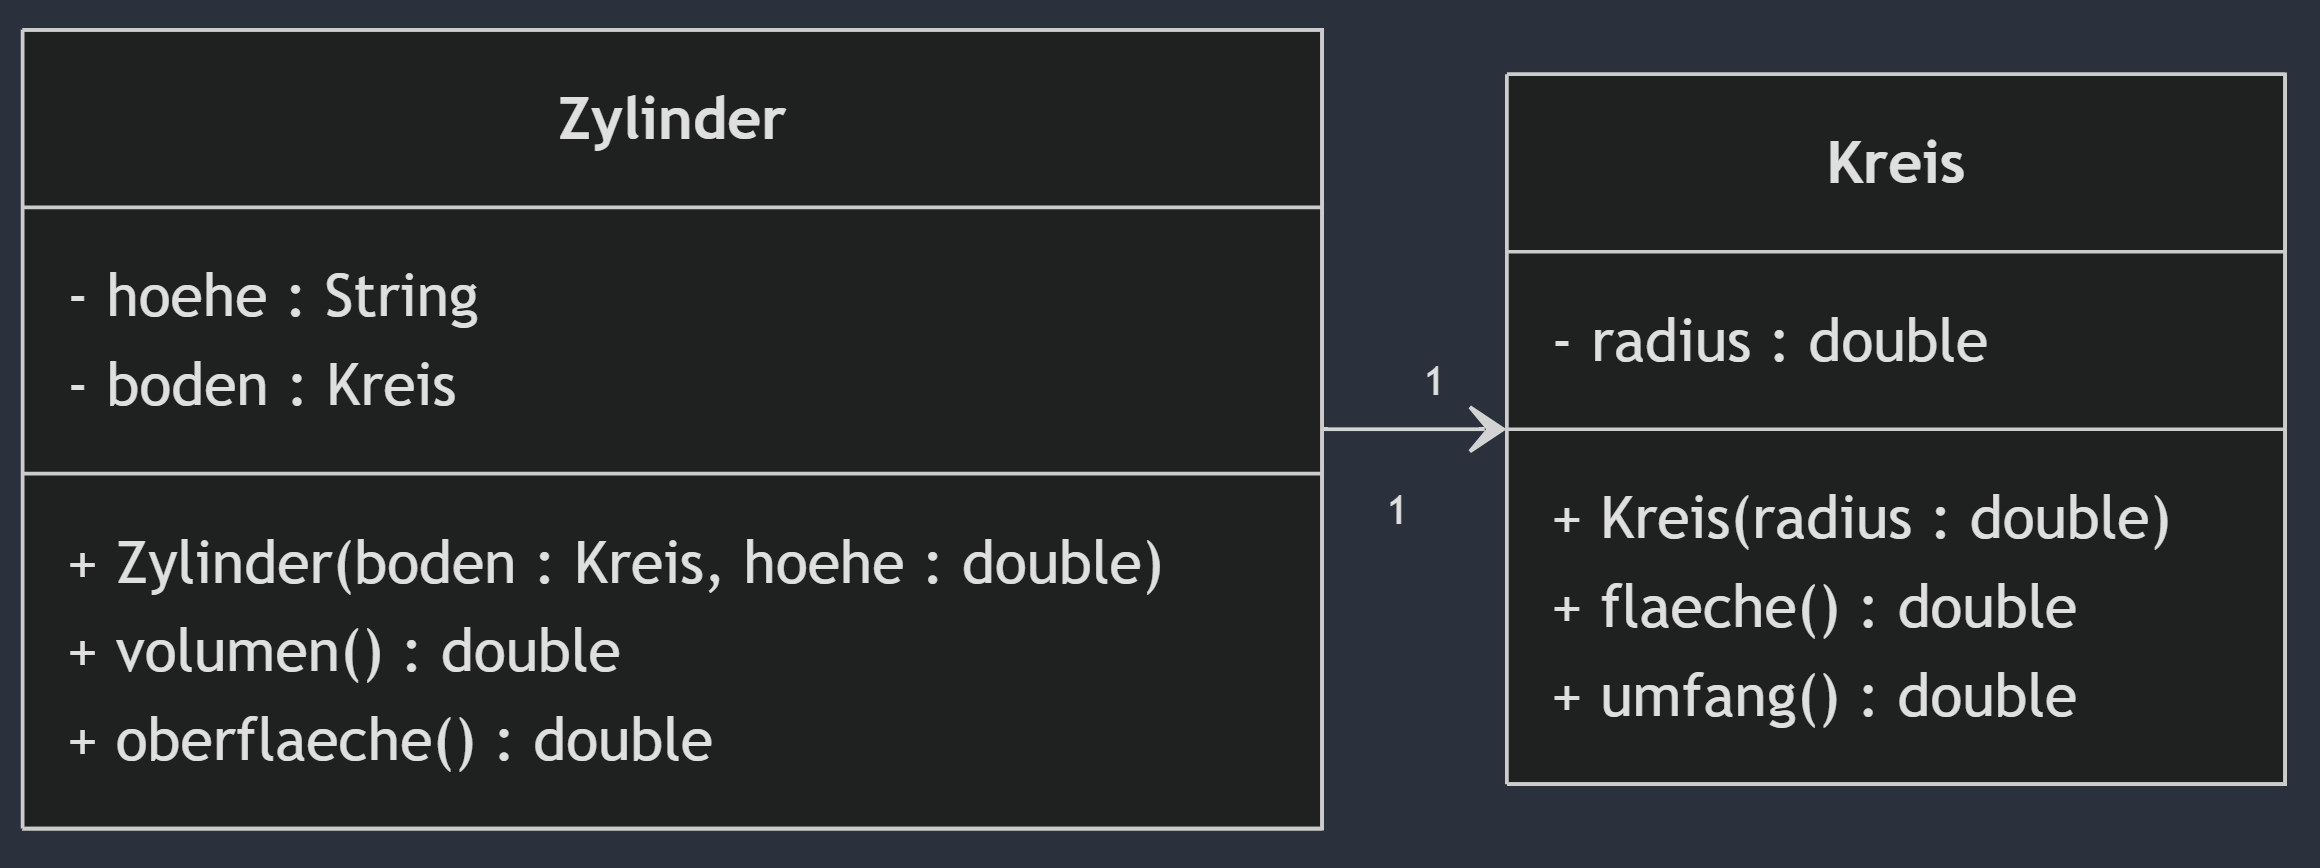 Zylinder
- hoehe : String
- boden : Kreis
+ Zylinder(boden : Kreis, hoehe : double)
+ volumen() : double
+ oberflaeche() : double
1
1
Kreis
- radius : double
+ Kreis(radius : double)
+ flaeche() : double
+ umfang() : double